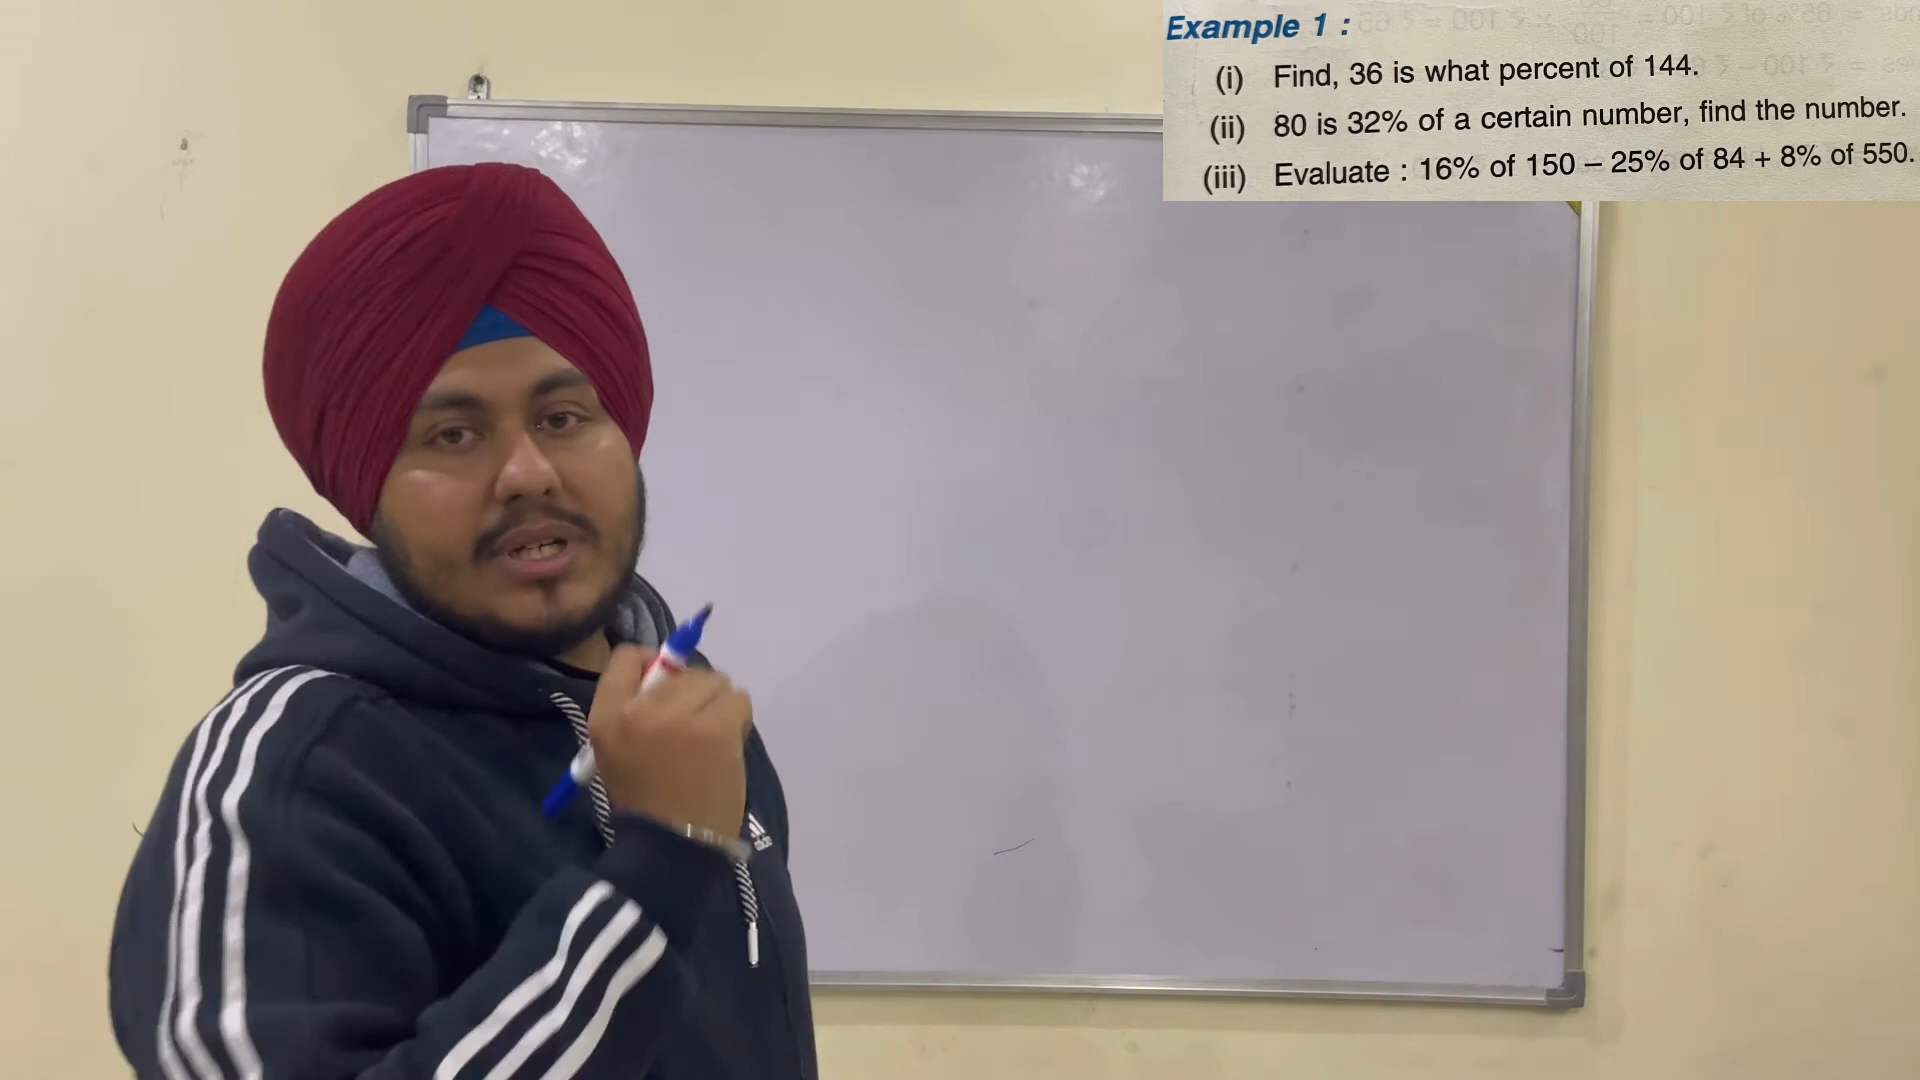 Example 1 :
(i) Find, 36 is what percent of 144.
(ii) 80 is 32% of a certain number, find the number.
(iii) Evaluate : 16% of 150 – 25% of 84 + 8% of 550.